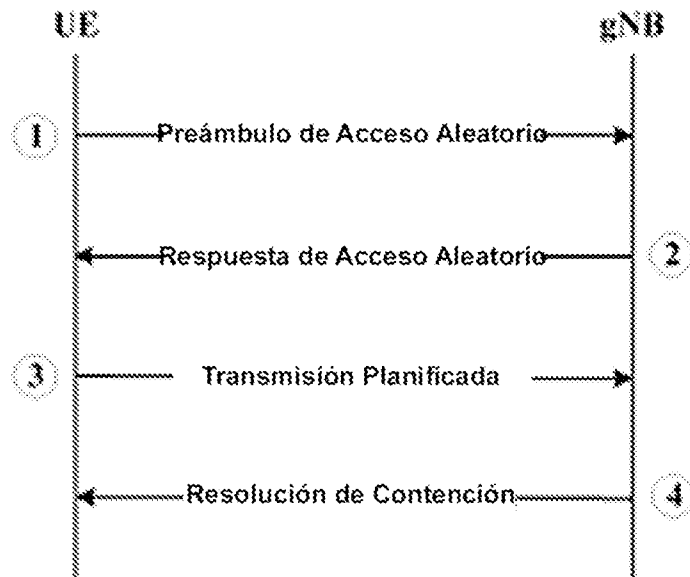 UE gNB
1 Preámbulo de Acceso Aleatorio
Respuesta de Acceso Aleatorio 2
3 Transmisión Planificada
Resolución de Contención 4